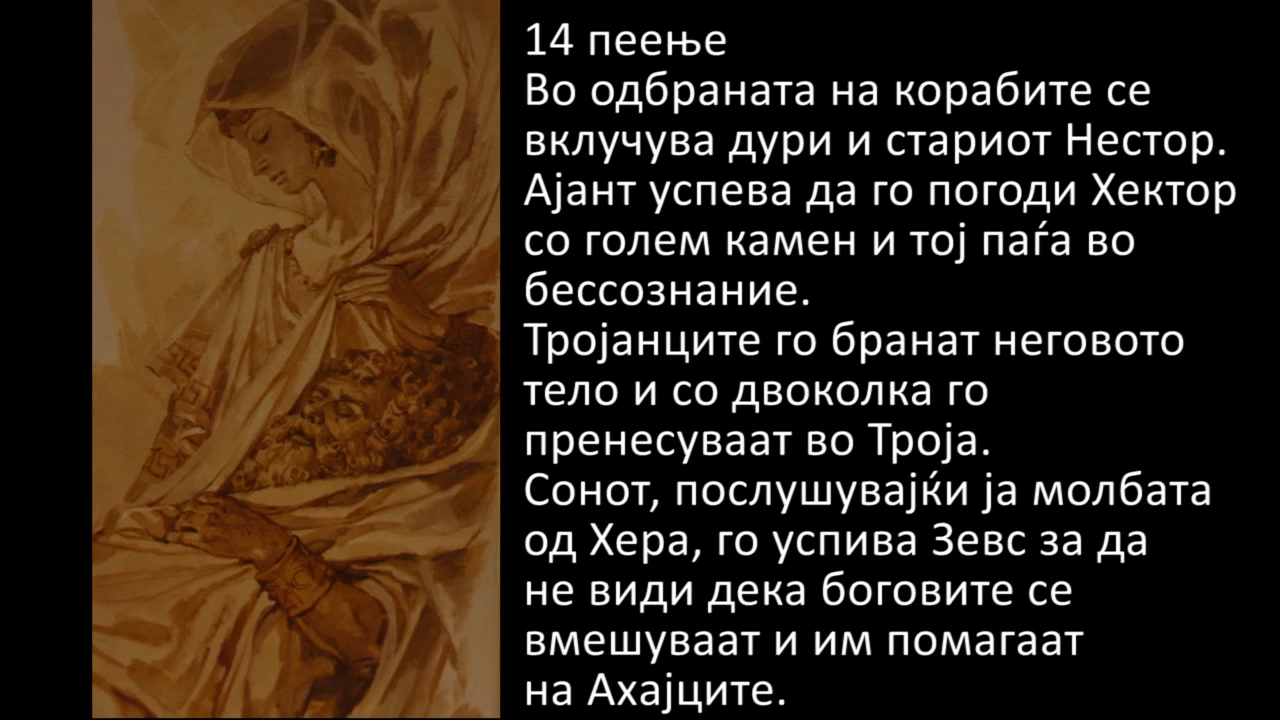 14 пеење
Во одбраната на корабите се
вклучува дури и стариот Нестор.
Ајант успева да го погоди Хектор
со голем камен и тој паѓа во
бессознание.
Тројанците го бранат неговото
тело и со двоколка го
пренесуваат во Троја.
Сонот, послушувајќи ја молбата
од Хера, го успива Зевс за да
не види дека боговите се
вмешуваат и им помагаат
на Ахајците.